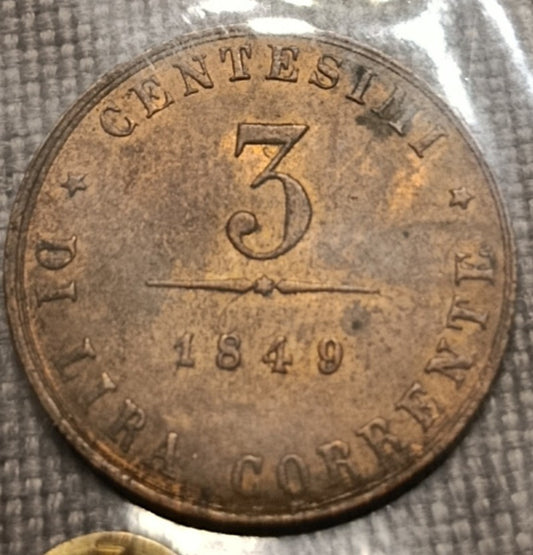 CENTESIMI
3
1849
DI LIRA CORRENTE